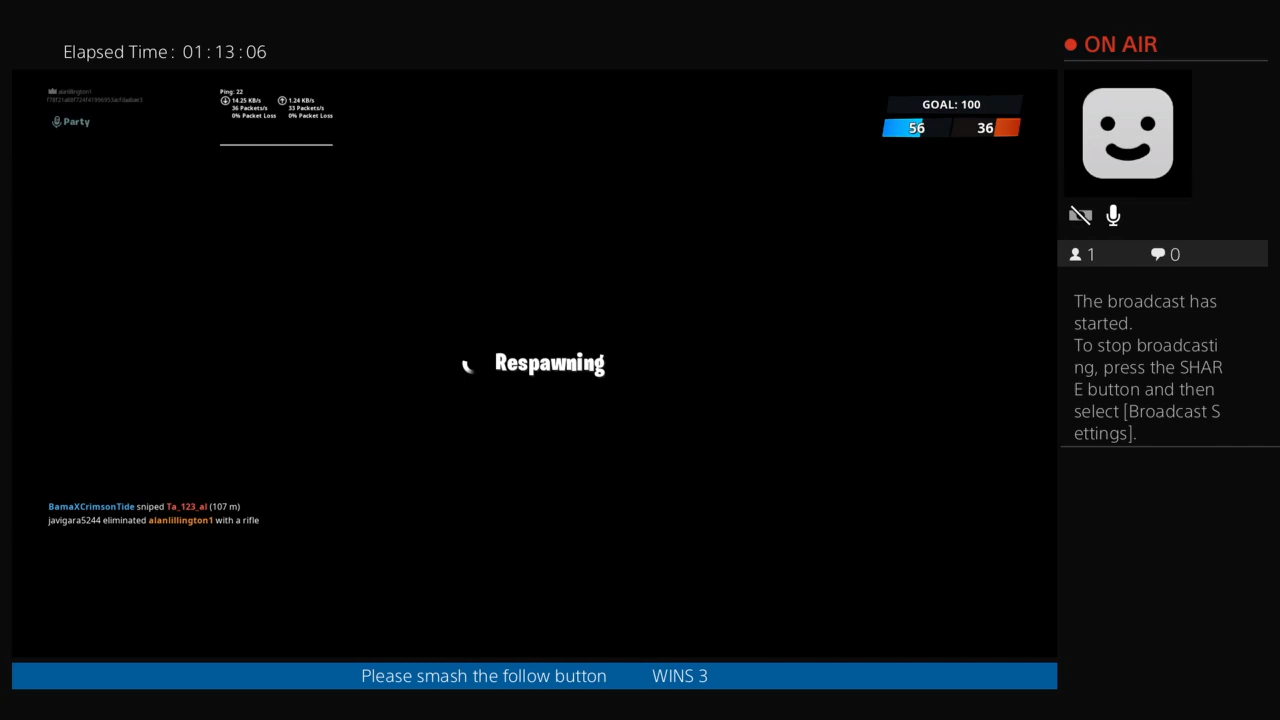 Elapsed Time: 01:13:06
ON AIR
alanlillington1
Party
Ping: 22
14.25 KB/s 1.24 KB/s
36 Packets/s 33 Packets/s
0% Packet Loss 0% Packet Loss
GOAL: 100
56 36
1 0
The broadcast has
started.
To stop broadcasti
ng, press the SHAR
E button and then
select [Broadcast S
ettings].
Respawning
BamaXCrimsonTide sniped Ta_123_al (107 m)
javigara5244 eliminated alanlillington1 with a rifle
Please smash the follow button WINS 3